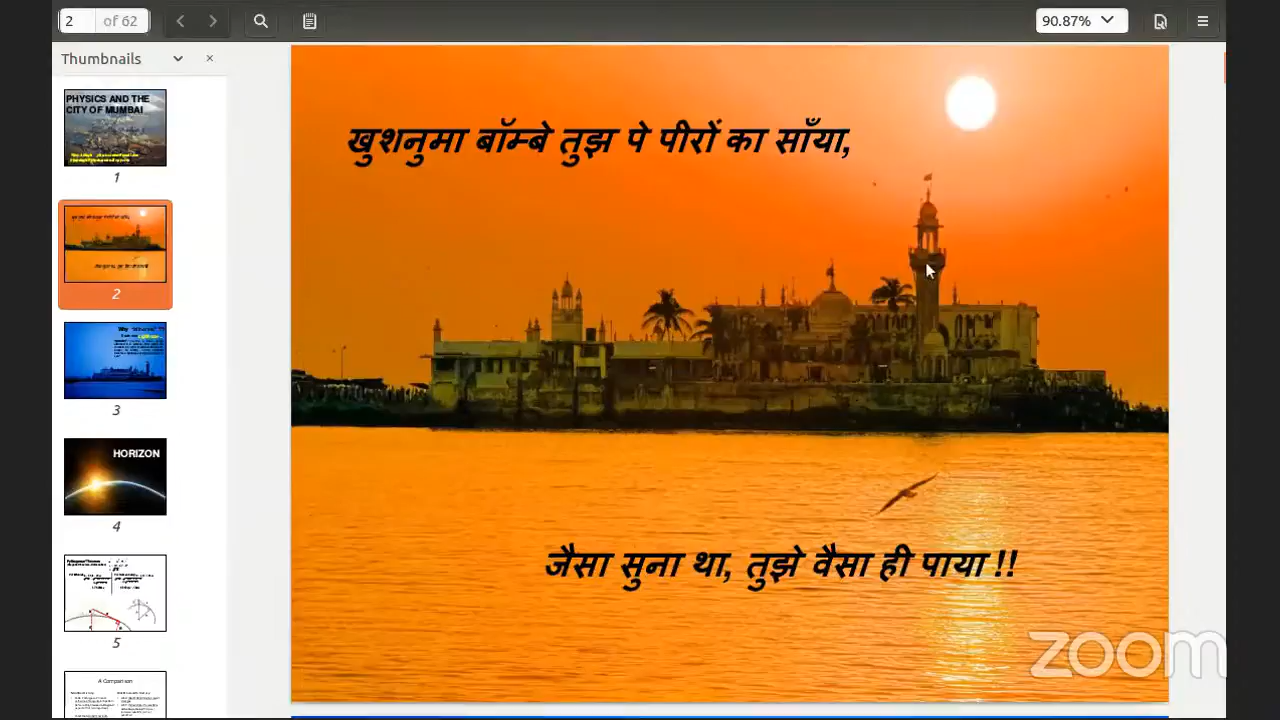 2 of 62
90.87%
Thumbnails
PHYSICS AND THE
CITY OF MUMBAI
1
2
3
HORIZON
4
5
A Comparison
खुशनुमा बॉम्बे तुझ पे पीरों का साँया,
जैसा सुना था, तुझे वैसा ही पाया !!
zoom